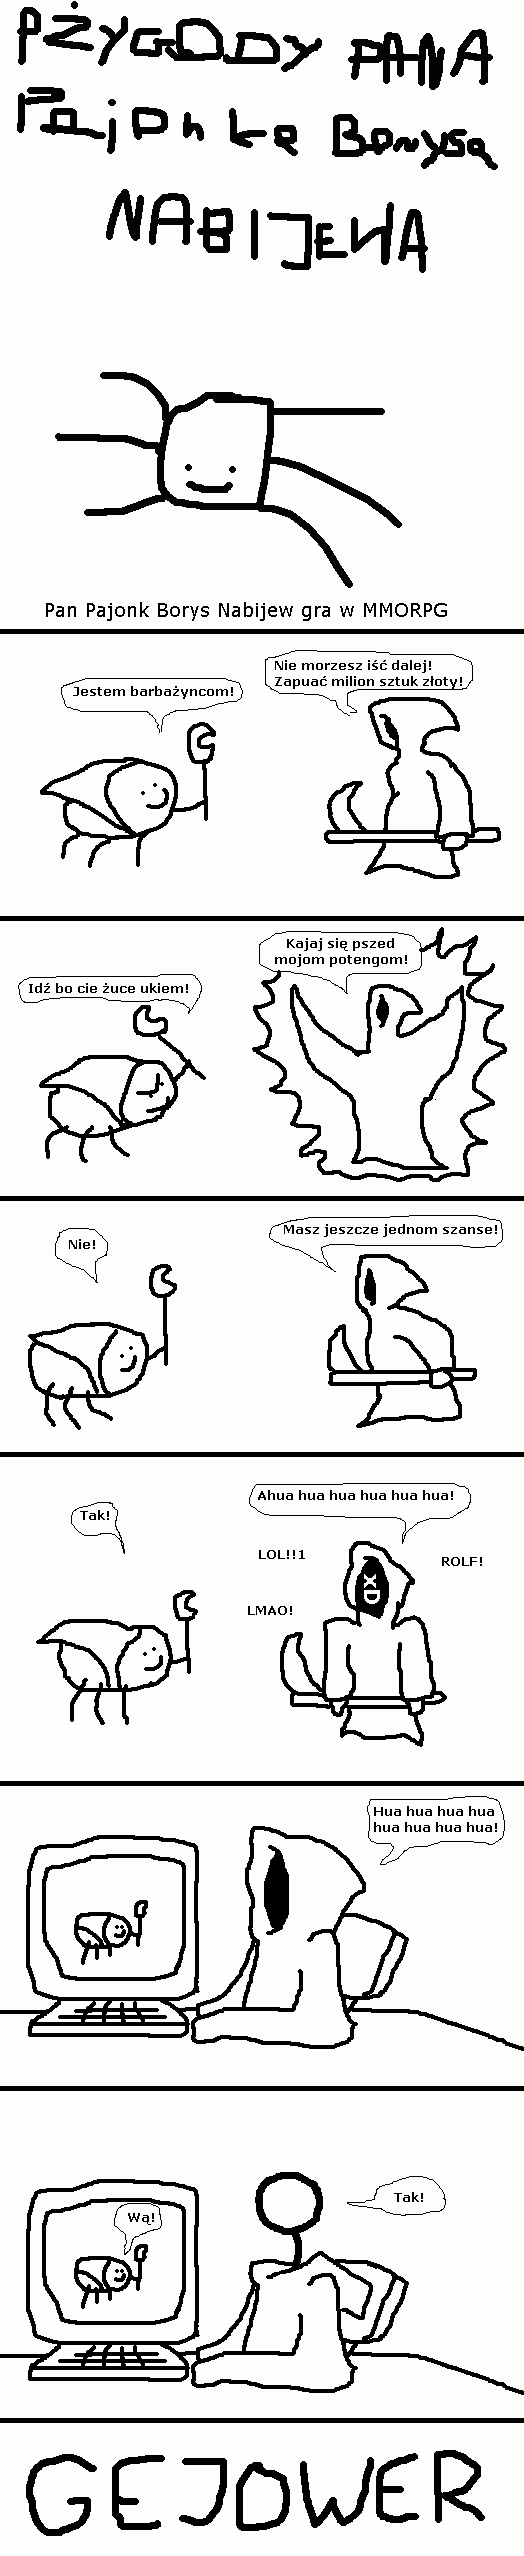 PŻYGODY PANA
Pajonka Borysa
NABIJEWA
Pan Pajonk Borys Nabijew gra w MMORPG
Jestem barbażyncom!
Nie morzesz iść dalej!
Zapuać milion sztuk złoty!
Idź bo cie żuce ukiem!
Kajaj się pszed
mojom potengom!
Nie!
Masz jeszcze jednom szanse!
Tak!
Ahua hua hua hua hua hua!
LOL!!1
ROLF!
LMAO!
XD
Hua hua hua hua
hua hua hua hua!
Wą!
Tak!
GEJOWER